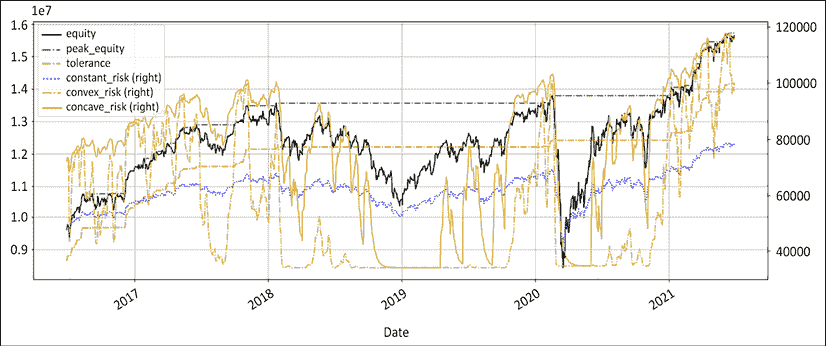 1e7
equity
peak_equity
tolerance
constant_risk (right)
convex_risk (right)
concave_risk (right)
1.6
1.5
1.4
1.3
1.2
1.1
1.0
0.9
120000
100000
80000
60000
40000
2017
2018
2019
2020
2021
Date